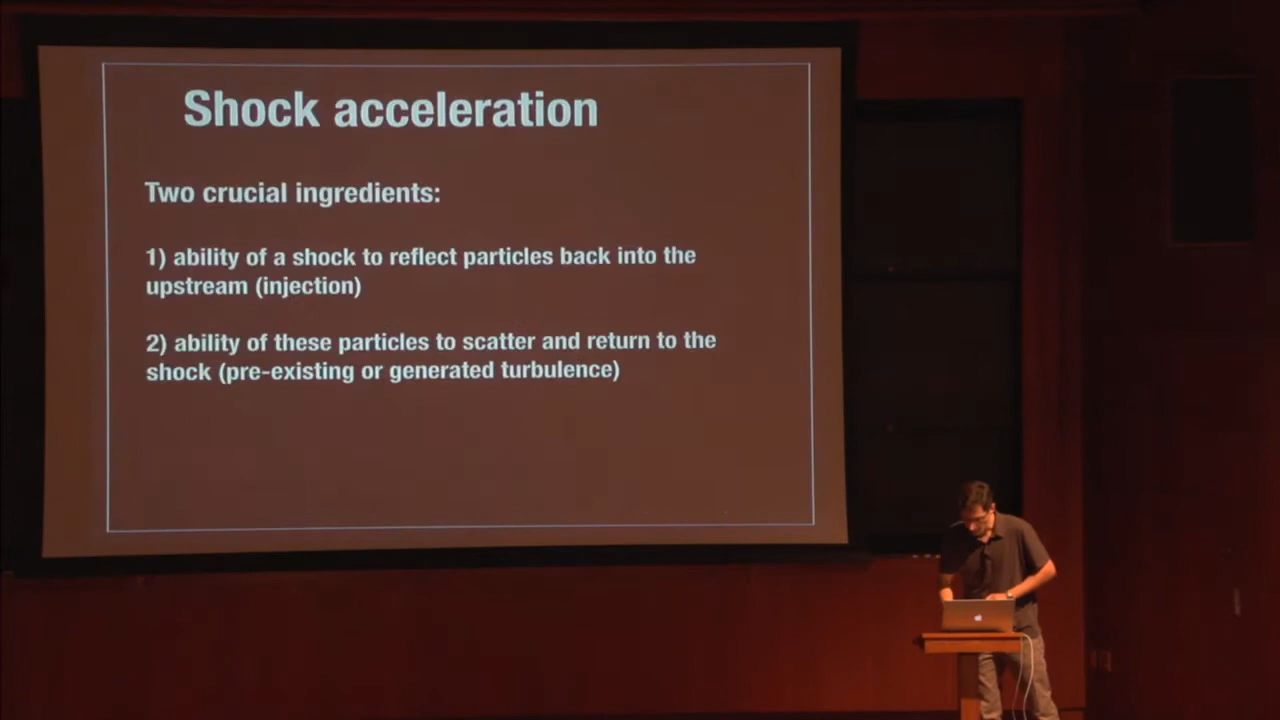 Shock acceleration
Two crucial ingredients:
1) ability of a shock to reflect particles back into the
upstream (injection)
2) ability of these particles to scatter and return to the
shock (pre-existing or generated turbulence)